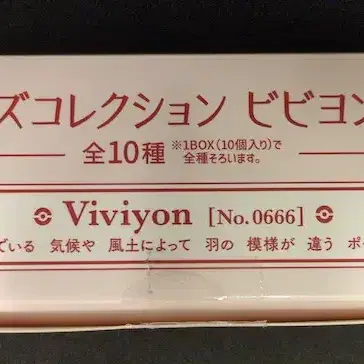 ズコレクション ビビヨン
全10種 ※1BOX（10個入り）で
全種そろいます。
Viviyon [No.0666]
でいる 気候や 風土によって 羽の 模様が 違う ポ